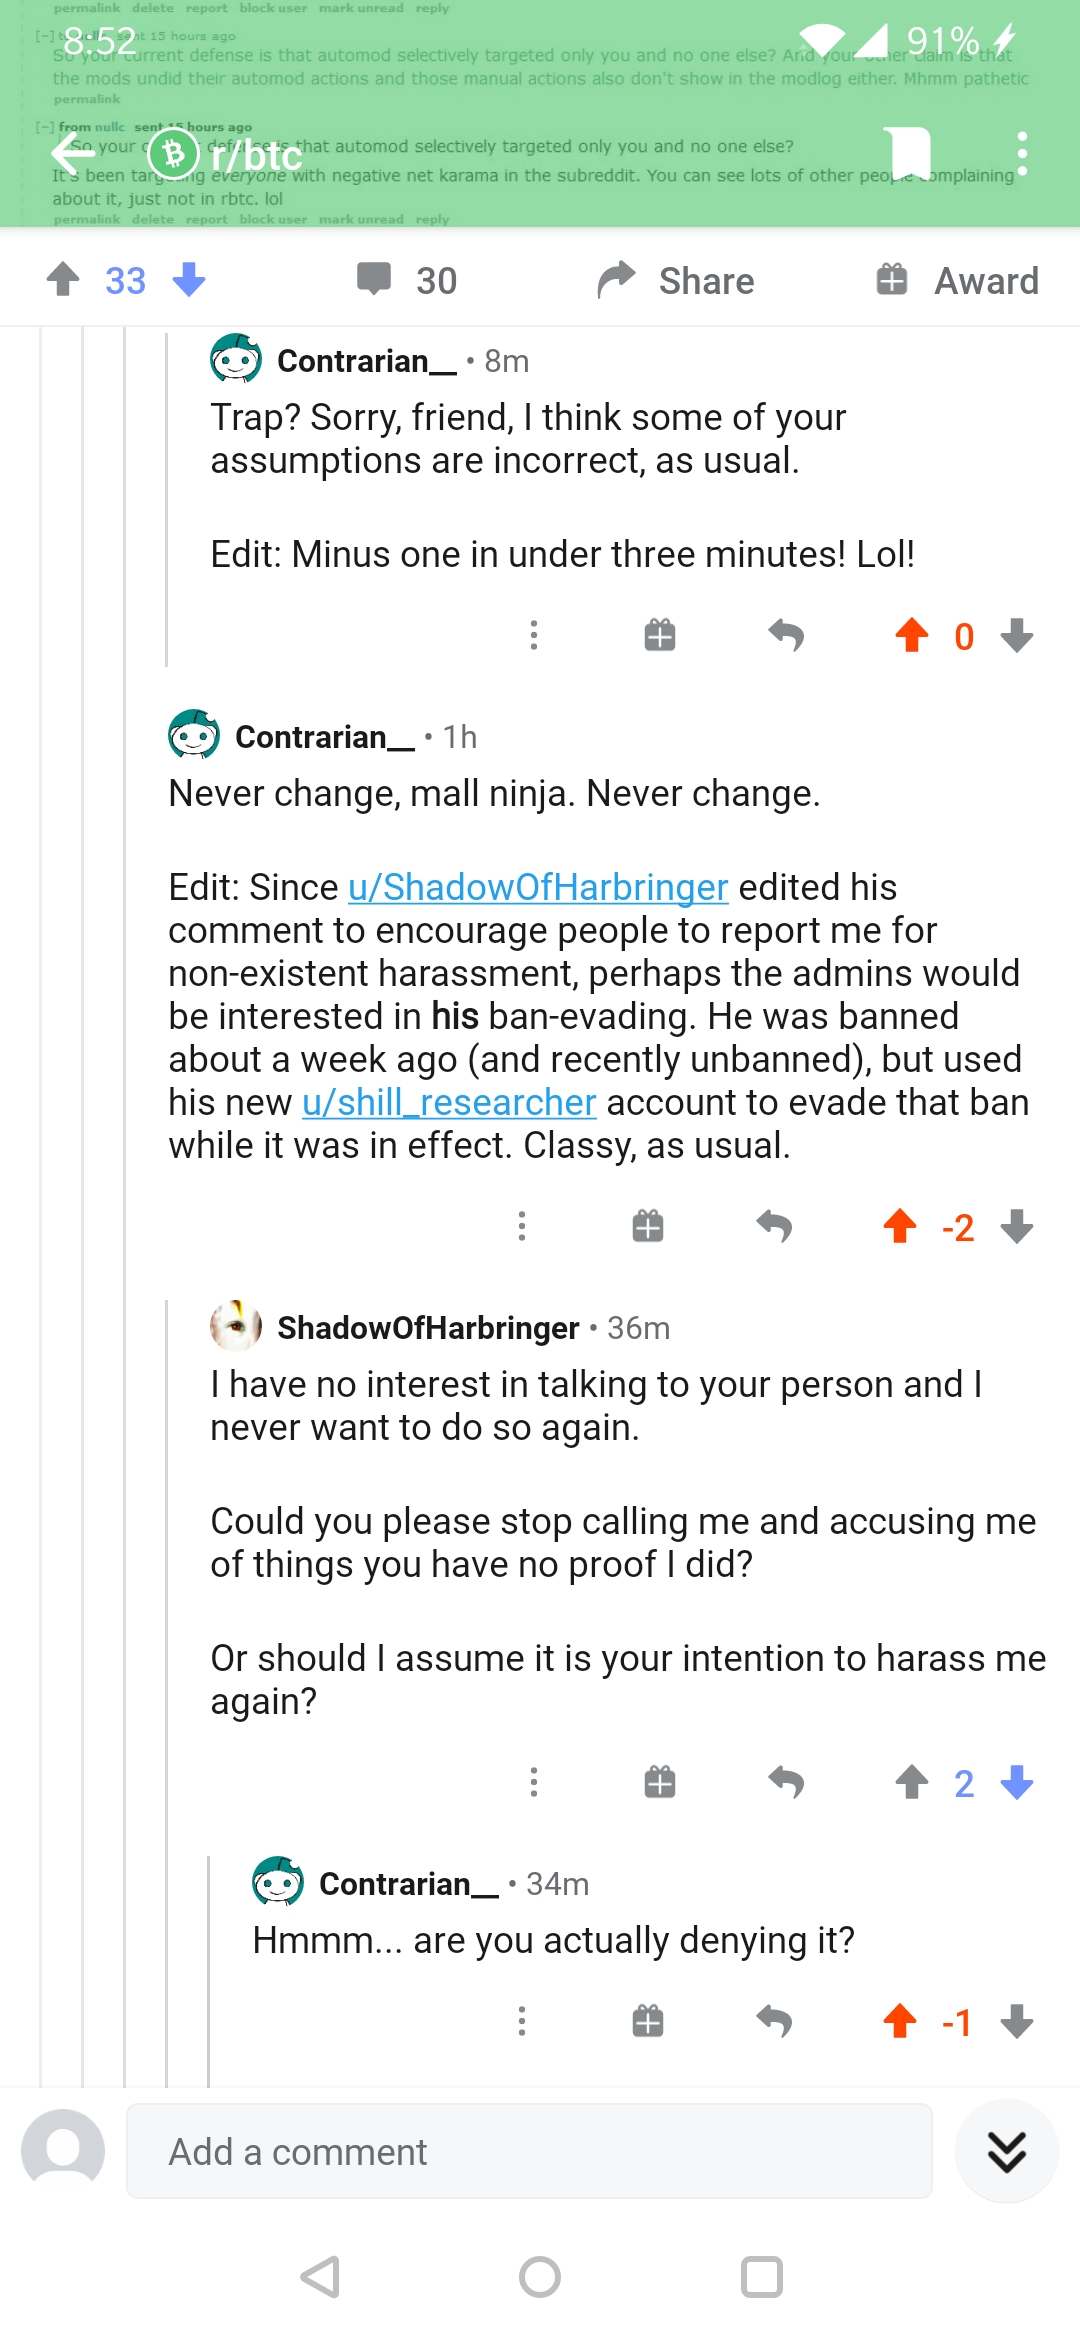 permalink delete report block user mark unread reply
8:52
91%
sent 15 hours ago
So your current defense is that automod selectively targeted only you and no one else? And your other claim is that
the mods undid their automod actions and those manual actions also don't show in the modlog either. Mhmm pathetic
permalink
[-] from nullc sent 15 hours ago
So your defense is that automod selectively targeted only you and no one else?
r/btc
It's been targeting everyone with negative net karama in the subreddit. You can see lots of other people complaining
about it, just not in rbtc. lol
permalink delete report block user mark unread reply
33
30
Share
Award
Contrarian__ • 8m
Trap? Sorry, friend, I think some of your
assumptions are incorrect, as usual.
Edit: Minus one in under three minutes! Lol!
0
Contrarian__ • 1h
Never change, mall ninja. Never change.
Edit: Since u/ShadowOfHarbringer edited his
comment to encourage people to report me for
non-existent harassment, perhaps the admins would
be interested in his ban-evading. He was banned
about a week ago (and recently unbanned), but used
his new u/shill_researcher account to evade that ban
while it was in effect. Classy, as usual.
-2
ShadowOfHarbringer • 36m
I have no interest in talking to your person and I
never want to do so again.
Could you please stop calling me and accusing me
of things you have no proof I did?
Or should I assume it is your intention to harass me
again?
2
Contrarian__ • 34m
Hmmm... are you actually denying it?
-1
Add a comment